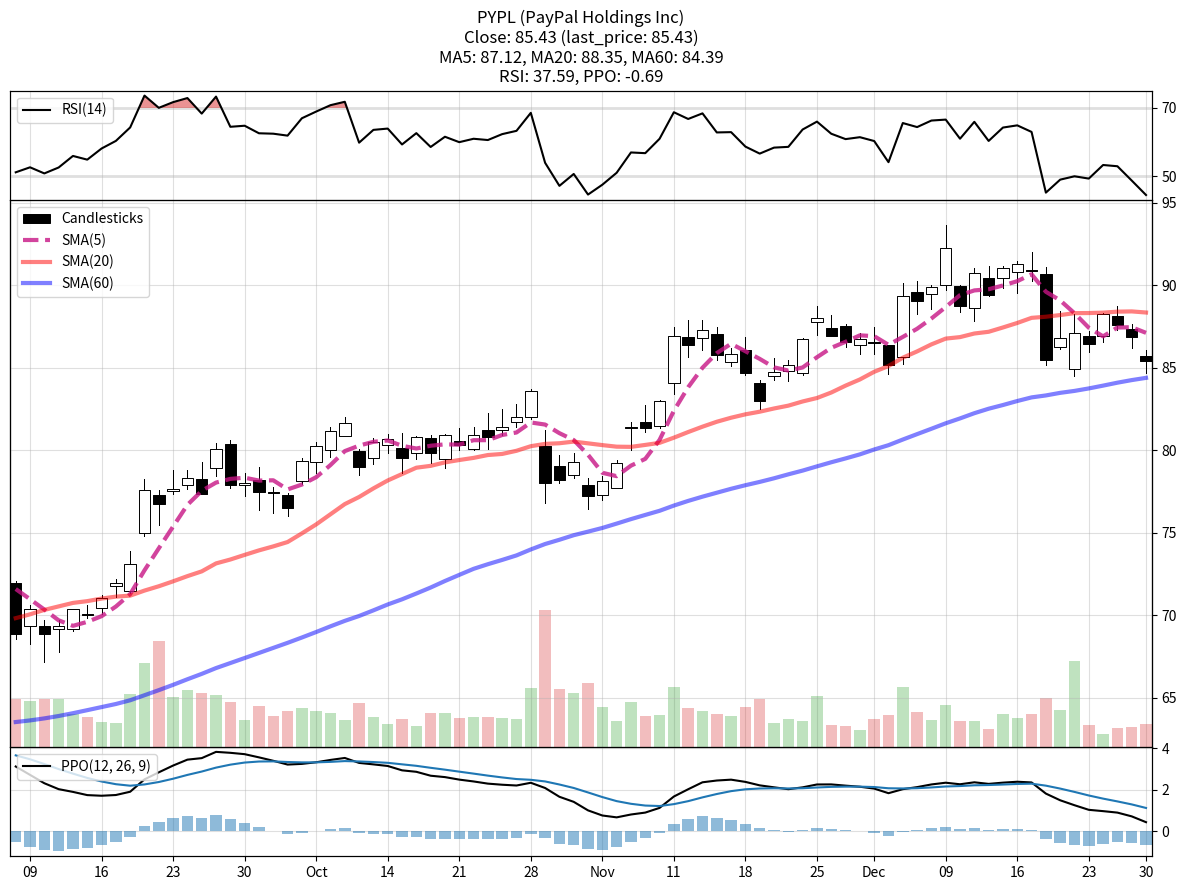 PYPL (PayPal Holdings Inc)
Close: 85.43 (last_price: 85.43)
MA5: 87.12, MA20: 88.35, MA60: 84.39
RSI: 37.59, PPO: -0.69
RSI(14)
70
50
Candlesticks
SMA(5)
SMA(20)
SMA(60)
95
90
85
80
75
70
65
PPO(12, 26, 9)
4
2
0
09 16 23 30 Oct 14 21 28 Nov 11 18 25 Dec 09 16 23 30